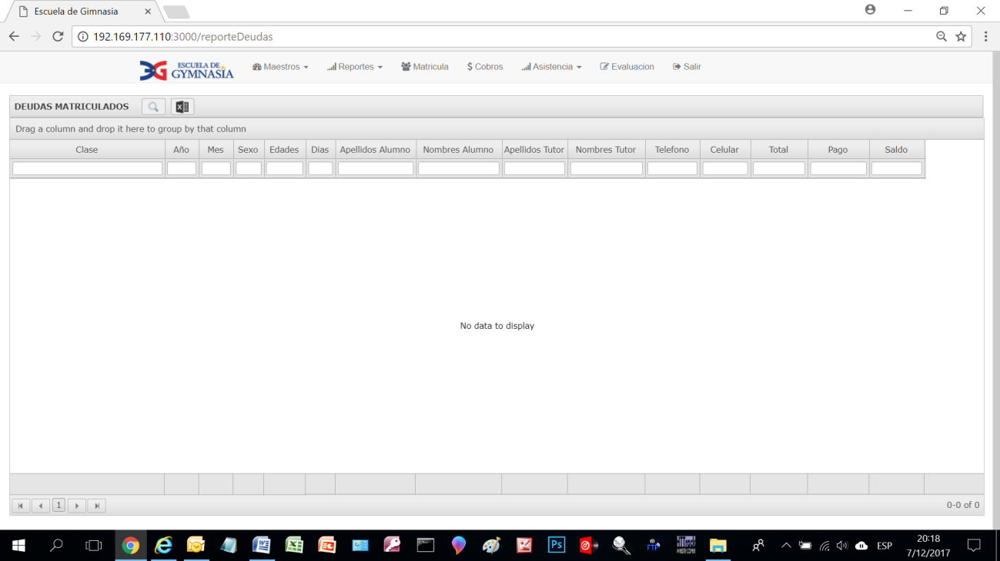 Escuela de Gimnasia
192.169.177.110:3000/reporteDeudas
ESCUELA DE GYMNASIA
Maestros Reportes Matricula $ Cobros Asistencia Evaluacion Salir
DEUDAS MATRICULADOS
Drag a column and drop it here to group by that column
Clase Año Mes Sexo Edades Dias Apellidos Alumno Nombres Alumno Apellidos Tutor Nombres Tutor Telefono Celular Total Pago Saldo
No data to display
1
0-0 of 0
Ps
FTP
ESP
20:18
7/12/2017